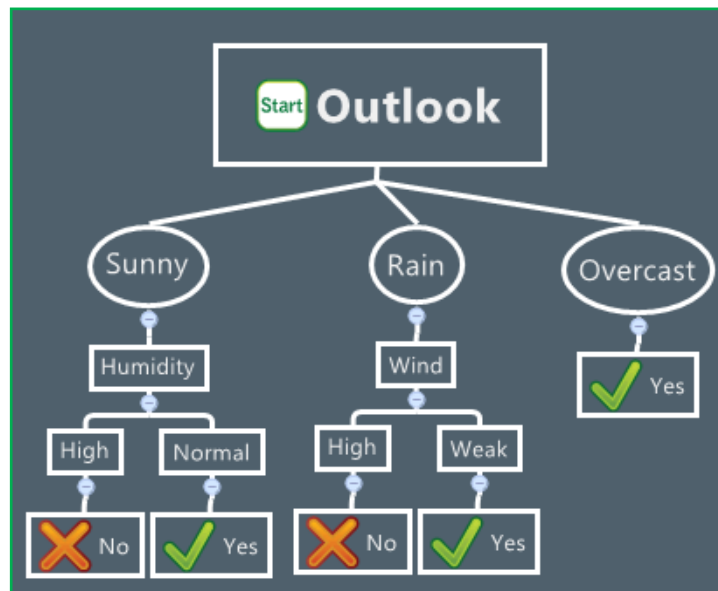 Start Outlook
Sunny
Rain
Overcast
Humidity
Wind
Yes
High
Normal
High
Weak
No
Yes
No
Yes